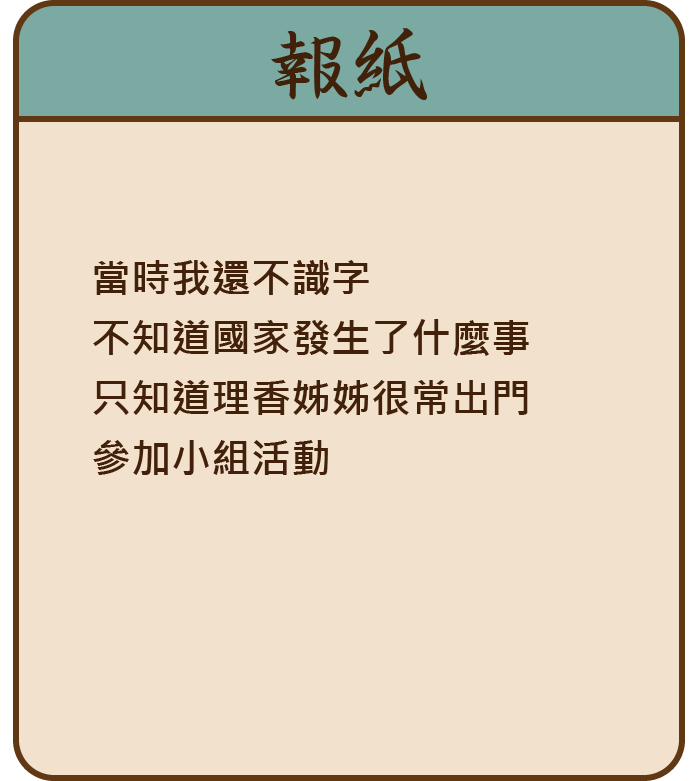 報紙
當時我還不識字
不知道國家發生了什麼事
只知道理香姊姊很常出門
參加小組活動